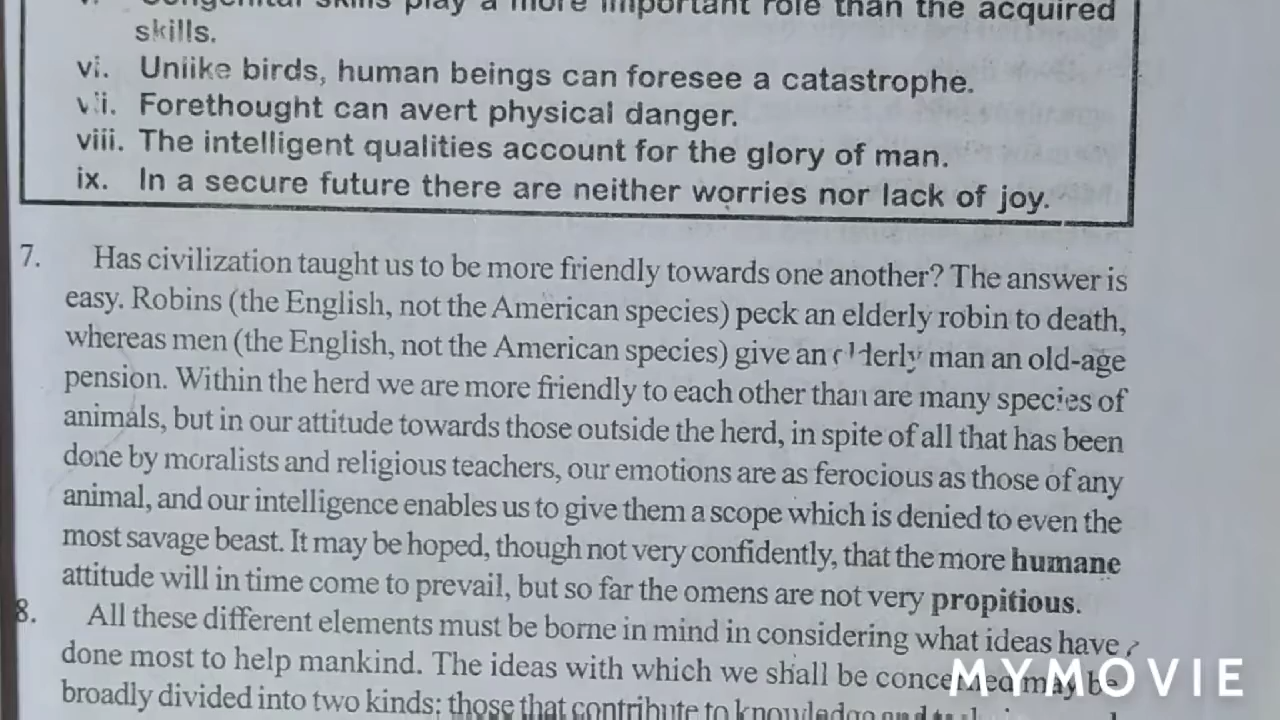 skills play a more important role than the acquired
skills.
vi. Unlike birds, human beings can foresee a catastrophe.
vii. Forethought can avert physical danger.
viii. The intelligent qualities account for the glory of man.
ix. In a secure future there are neither worries nor lack of joy.
7. Has civilization taught us to be more friendly towards one another? The answer is
easy. Robins (the English, not the American species) peck an elderly robin to death,
whereas men (the English, not the American species) give an elderly man an old-age
pension. Within the herd we are more friendly to each other than are many species of
animals, but in our attitude towards those outside the herd, in spite of all that has been
done by moralists and religious teachers, our emotions are as ferocious as those of any
animal, and our intelligence enables us to give them a scope which is denied to even the
most savage beast. It may be hoped, though not very confidently, that the more humane
attitude will in time come to prevail, but so far the omens are not very propitious.
8. All these different elements must be borne in mind in considering what ideas have
done most to help mankind. The ideas with which we shall be concerned may be
broadly divided into two kinds: those that contribute to knowledge and
MYMOVIE